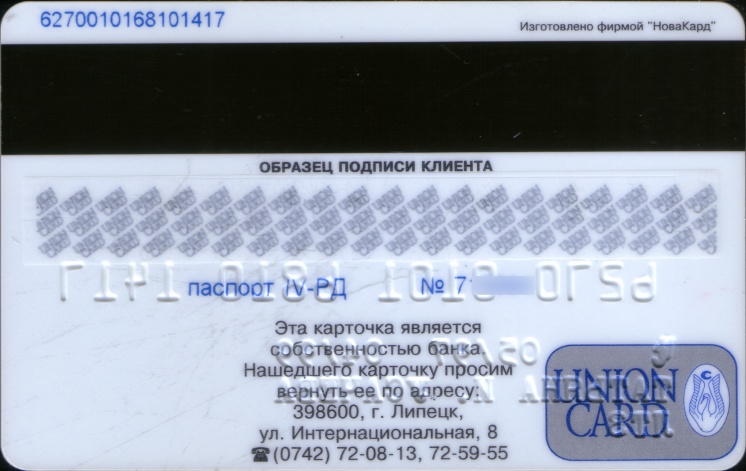 6270010168101417
Изготовлено фирмой "НоваКард"
ОБРАЗЕЦ ПОДПИСИ КЛИЕНТА
паспорт IV-РД № 7
Эта карточка является
собственностью банка.
Нашедшего карточку просим
вернуть ее по адресу:
398600, г. Липецк,
ул. Интернациональная, 8
☎(0742) 72-08-13, 72-59-55
UNION
CARD